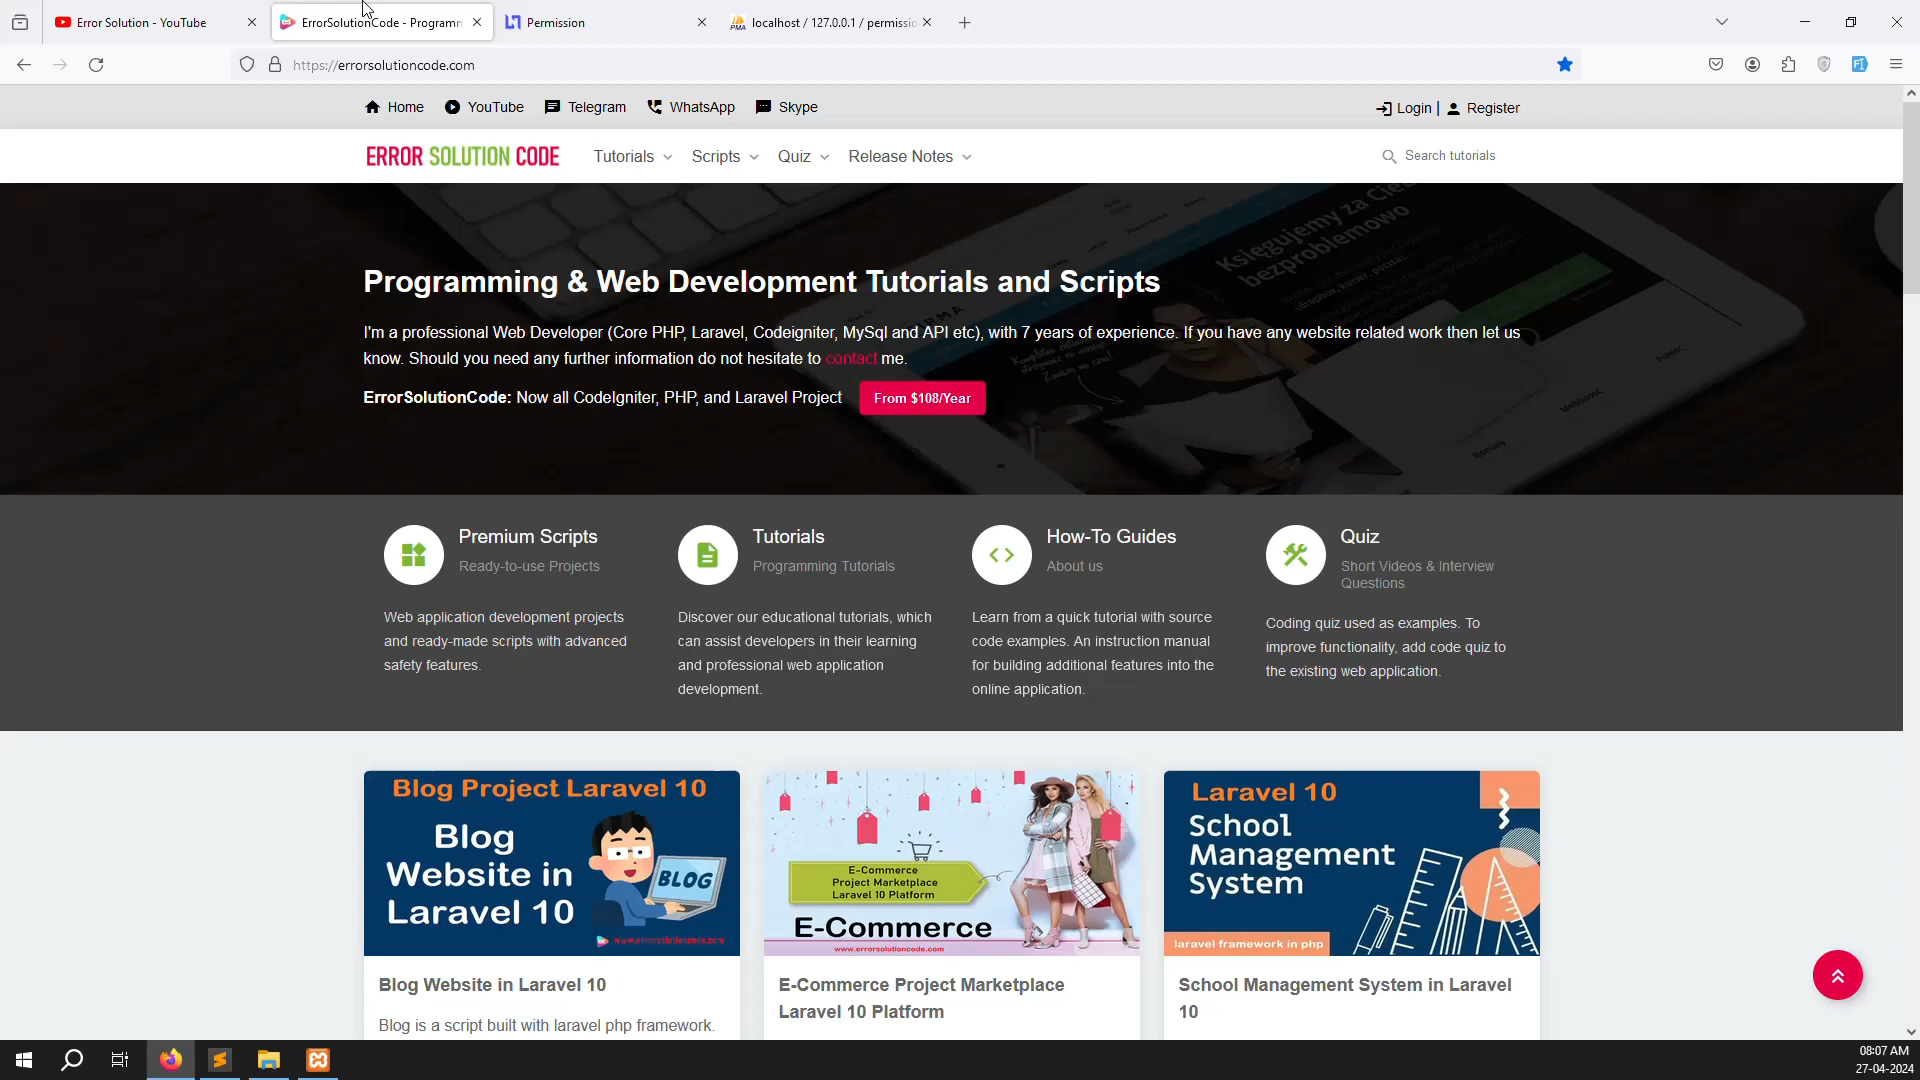 Error Solution - YouTube
ErrorSolutionCode - Programm
Permission
localhost / 127.0.0.1 / permissio
https://errorsolutioncode.com
Home
YouTube
Telegram
WhatsApp
Skype
Login | Register
ERROR SOLUTION CODE
Tutorials
Scripts
Quiz
Release Notes
Search tutorials
Księgujemy za Cie
bezproblemowo
Programming & Web Development Tutorials and Scripts
I'm a professional Web Developer (Core PHP, Laravel, Codeigniter, MySql and API etc), with 7 years of experience. If you have any website related work then let us
know. Should you need any further information do not hesitate to contact me.
ErrorSolutionCode: Now all CodeIgniter, PHP, and Laravel Project
From $108/Year
Premium Scripts
Ready-to-use Projects
Web application development projects
and ready-made scripts with advanced
safety features.
Tutorials
Programming Tutorials
Discover our educational tutorials, which
can assist developers in their learning
and professional web application
development.
How-To Guides
About us
Learn from a quick tutorial with source
code examples. An instruction manual
for building additional features into the
online application.
Quiz
Short Videos & Interview
Questions
Coding quiz used as examples. To
improve functionality, add code quiz to
the existing web application.
Blog Project Laravel 10
Blog
Website in
Laravel 10
BLOG
www.errorsolutioncode.com
E-Commerce
Project Marketplace
Laravel 10 Platform
E-Commerce
www.errorsolutioncode.com
Laravel 10
School
Management
System
laravel framework in php
Blog Website in Laravel 10
Blog is a script built with laravel php framework.
E-Commerce Project Marketplace
Laravel 10 Platform
School Management System in Laravel
10
08:07 AM
27-04-2024